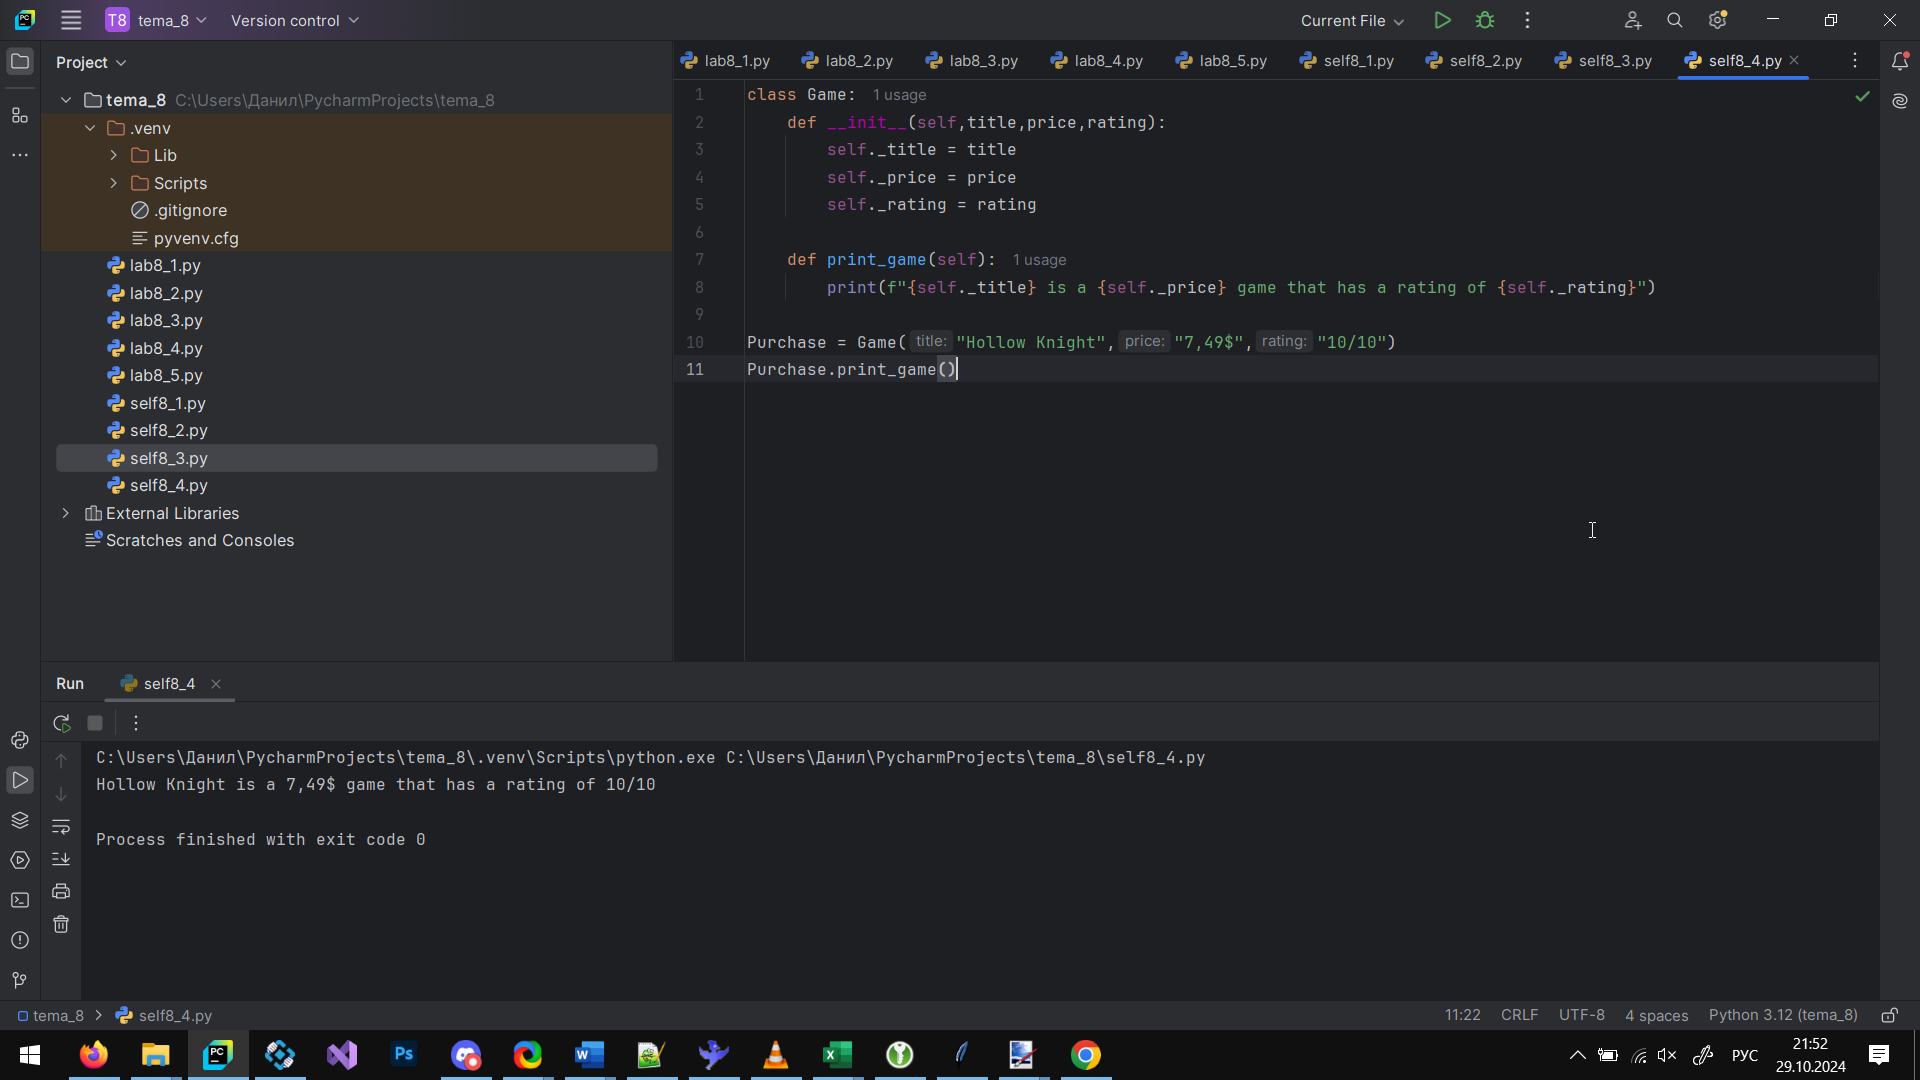 T8 tema_8 Version control Current File
Project
tema_8 C:\Users\Данил\PycharmProjects\tema_8
.venv
Lib
Scripts
.gitignore
pyvenv.cfg
lab8_1.py
lab8_2.py
lab8_3.py
lab8_4.py
lab8_5.py
self8_1.py
self8_2.py
self8_3.py
self8_4.py
External Libraries
Scratches and Consoles
lab8_1.py lab8_2.py lab8_3.py lab8_4.py lab8_5.py self8_1.py self8_2.py self8_3.py self8_4.py
1 class Game: 1 usage
2 def __init__(self,title,price,rating):
3 self._title = title
4 self._price = price
5 self._rating = rating
6
7 def print_game(self): 1 usage
8 print(f"{self._title} is a {self._price} game that has a rating of {self._rating}")
9
10 Purchase = Game( title: "Hollow Knight", price: "7,49$", rating: "10/10")
11 Purchase.print_game()
Run self8_4
C:\Users\Данил\PycharmProjects\tema_8\.venv\Scripts\python.exe C:\Users\Данил\PycharmProjects\tema_8\self8_4.py
Hollow Knight is a 7,49$ game that has a rating of 10/10
Process finished with exit code 0
tema_8 self8_4.py 11:22 CRLF UTF-8 4 spaces Python 3.12 (tema_8)
PC Ps W X РУС 21:52
29.10.2024